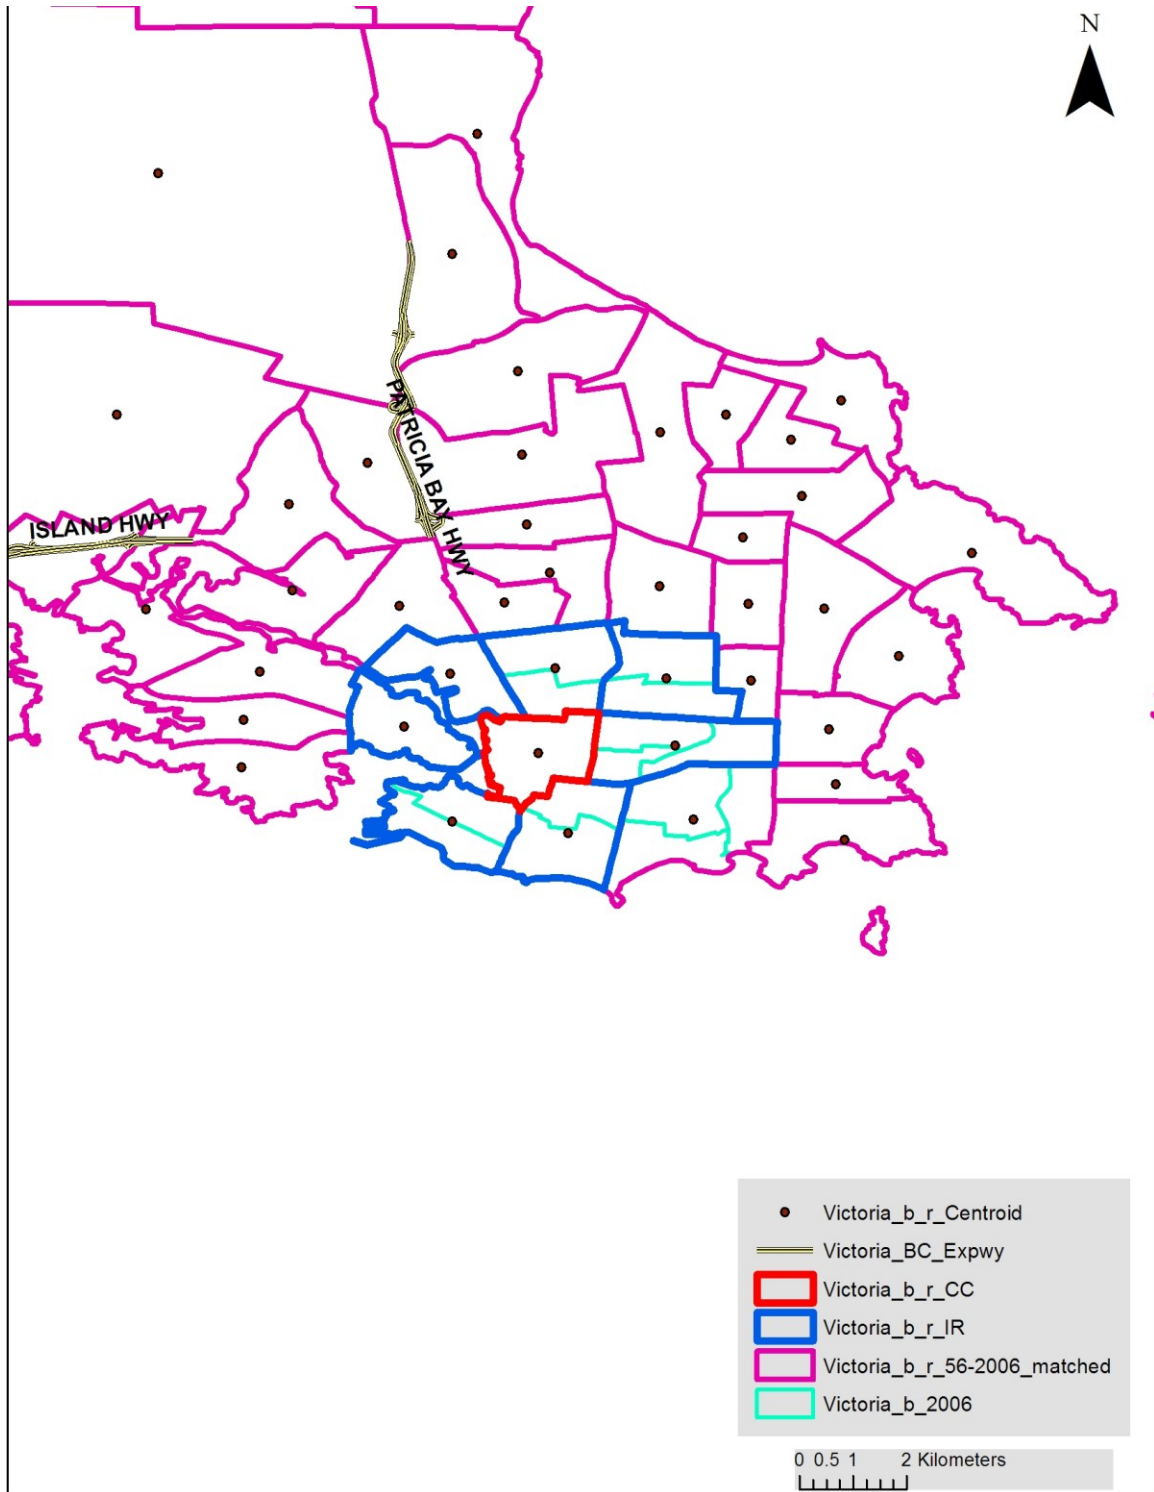 N
PATRICIA BAY HWY
ISLAND HWY
Victoria_b_r_Centroid
Victoria_BC_Expwy
Victoria_b_r_CC
Victoria_b_r_IR
Victoria_b_r_56-2006_matched
Victoria_b_2006
0 0.5 1 2 Kilometers